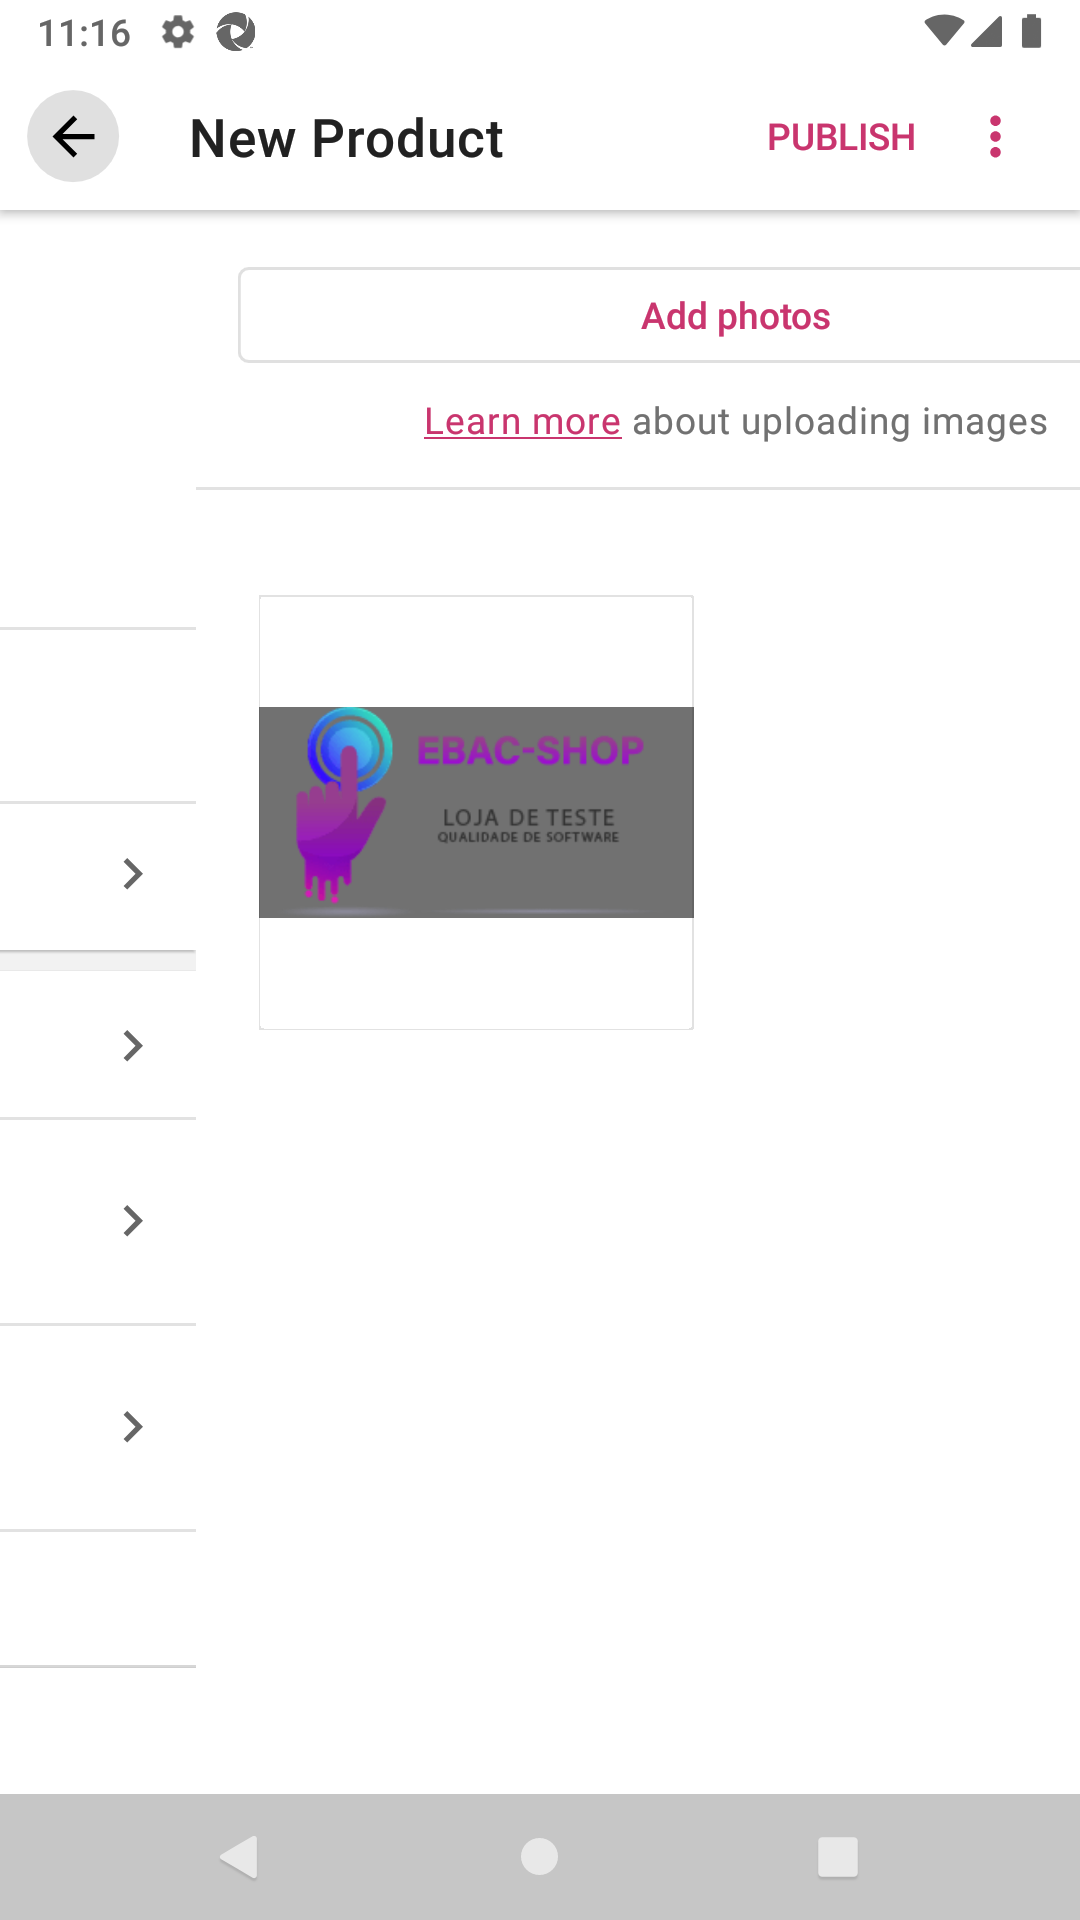 11:16
New Product
PUBLISH
Add photos
Learn more about uploading images
EBAC-SHOP
LOJA DE TESTE
QUALIDADE DE SOFTWARE